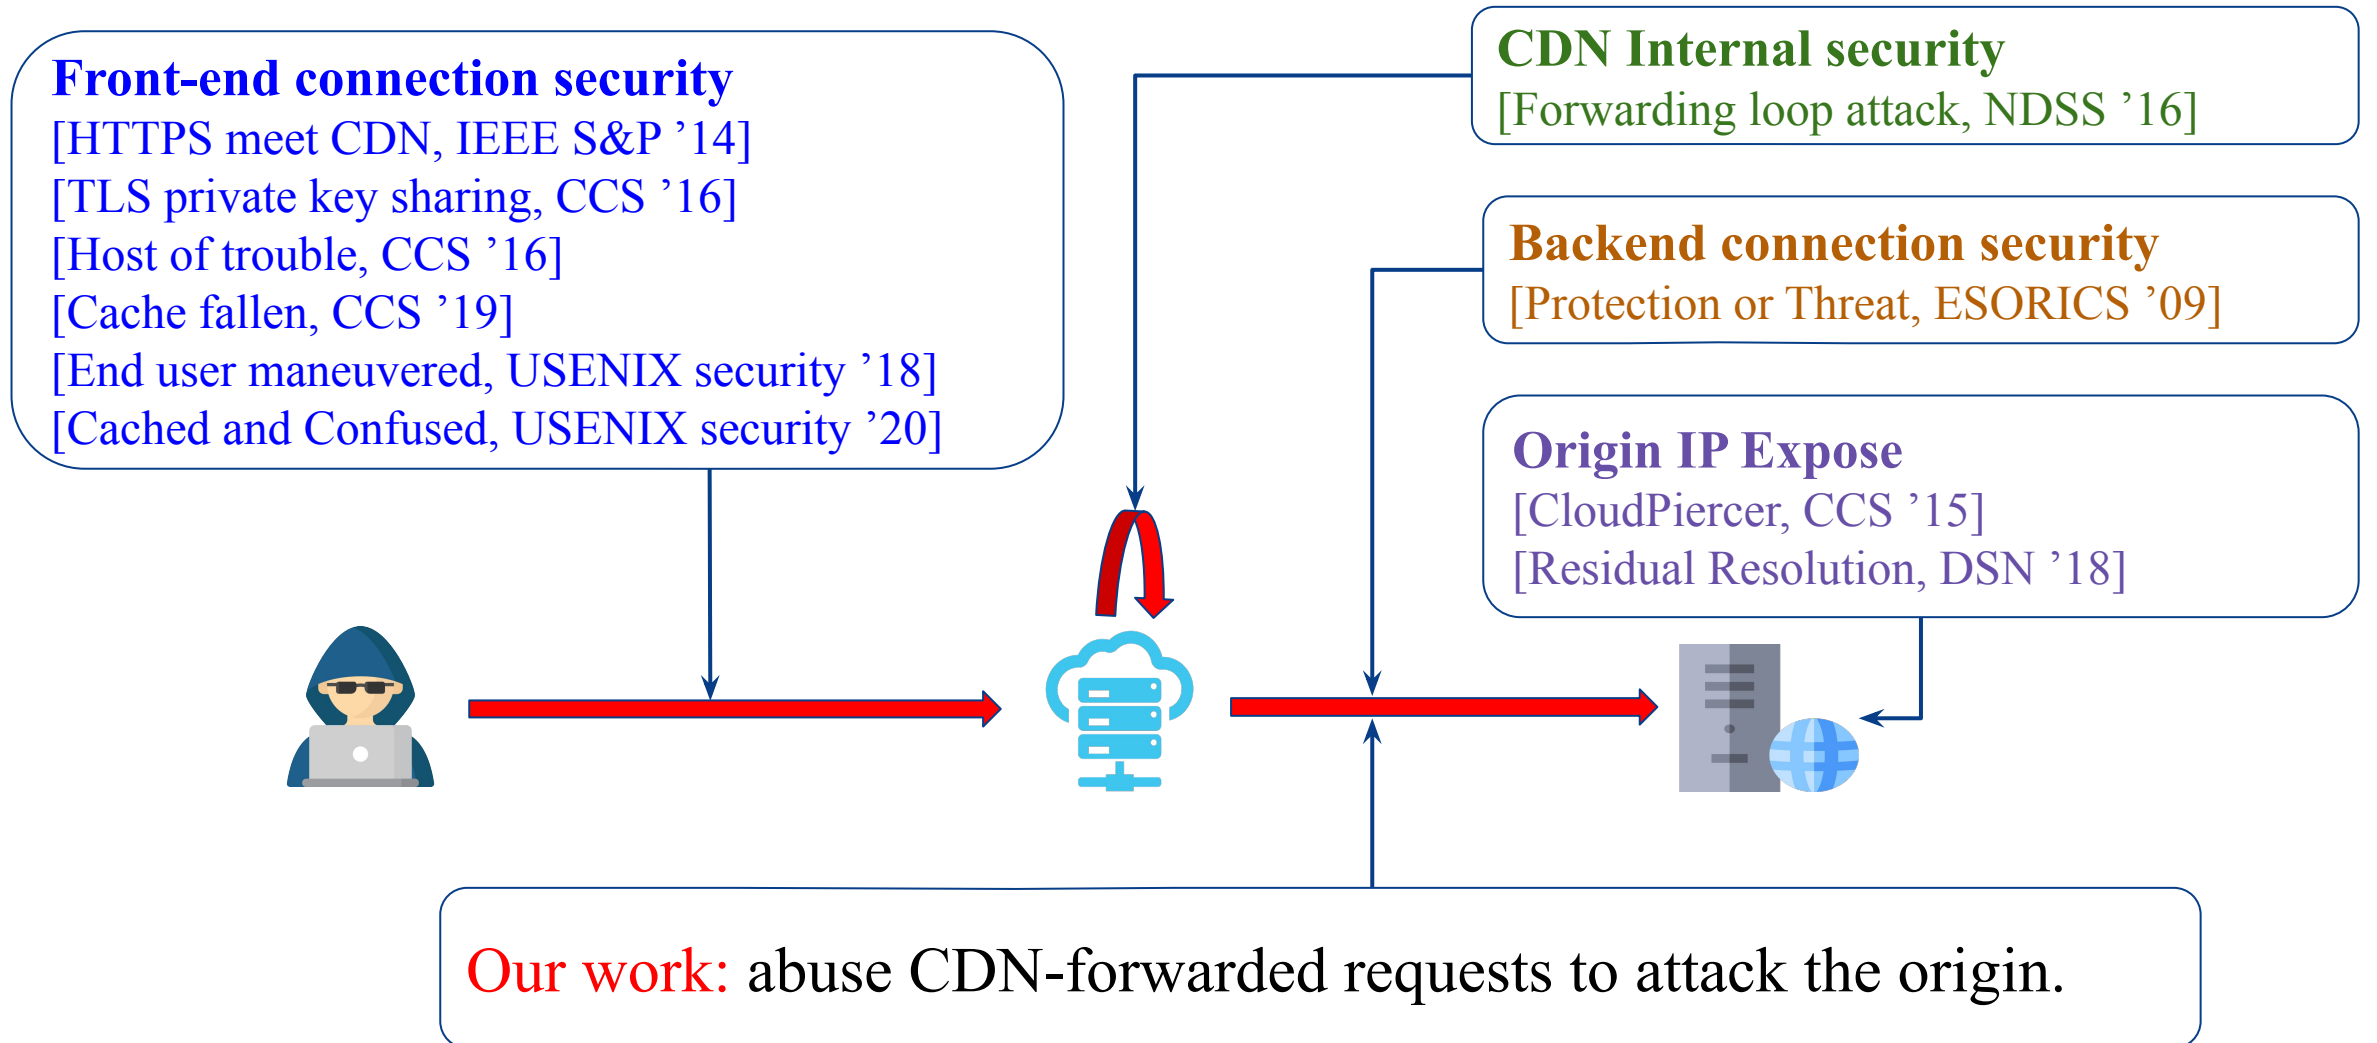 Front-end connection security
[HTTPS meet CDN, IEEE S&P ’14]
[TLS private key sharing, CCS ’16]
[Host of trouble, CCS ’16]
[Cache fallen, CCS ’19]
[End user maneuvered, USENIX security ’18]
[Cached and Confused, USENIX security ’20]
CDN Internal security
[Forwarding loop attack, NDSS ’16]
Backend connection security
[Protection or Threat, ESORICS ’09]
Origin IP Expose
[CloudPiercer, CCS ’15]
[Residual Resolution, DSN ’18]
Our work: abuse CDN-forwarded requests to attack the origin.